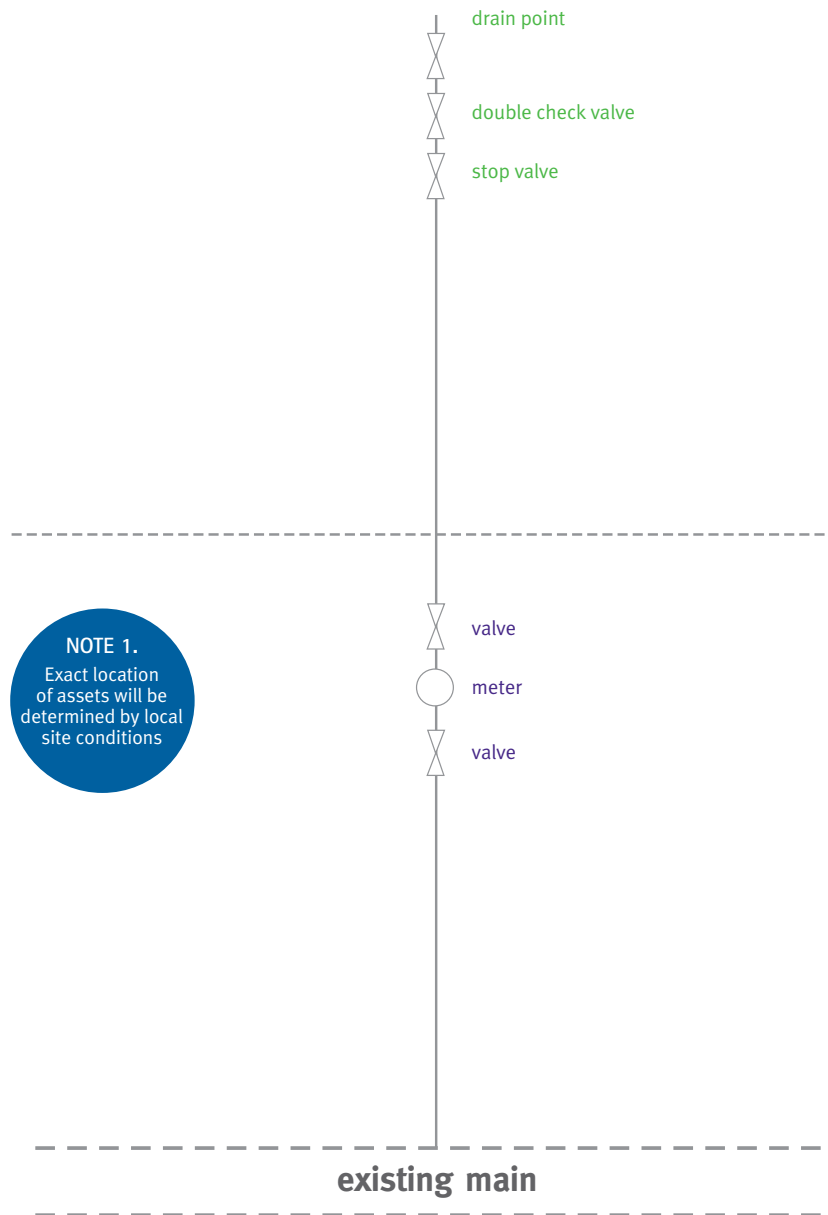 drain point
double check valve
stop valve
NOTE 1.
Exact location
of assets will be
determined by local
site conditions
valve
meter
valve
existing main